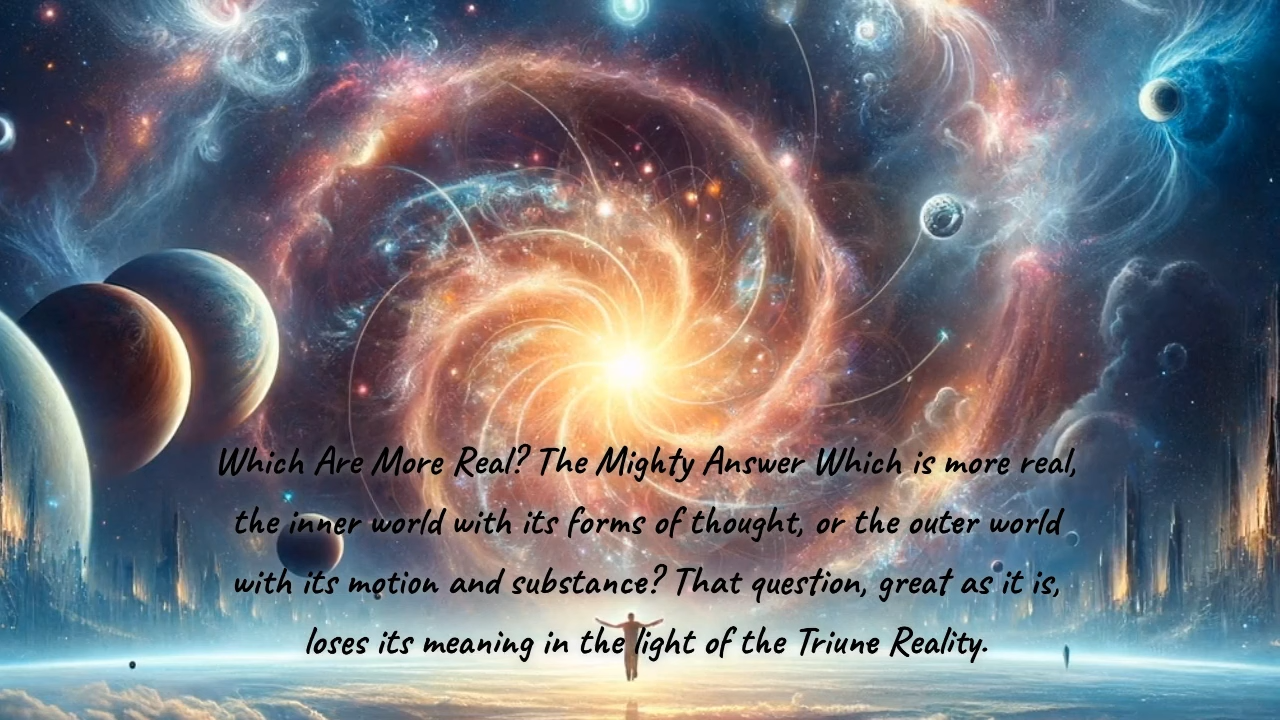 Which Are More Real? The Mighty Answer Which is more real,
the inner world with its forms of thought, or the outer world
with its motion and substance? That question, great as it is,
loses its meaning in the light of the Triune Reality.